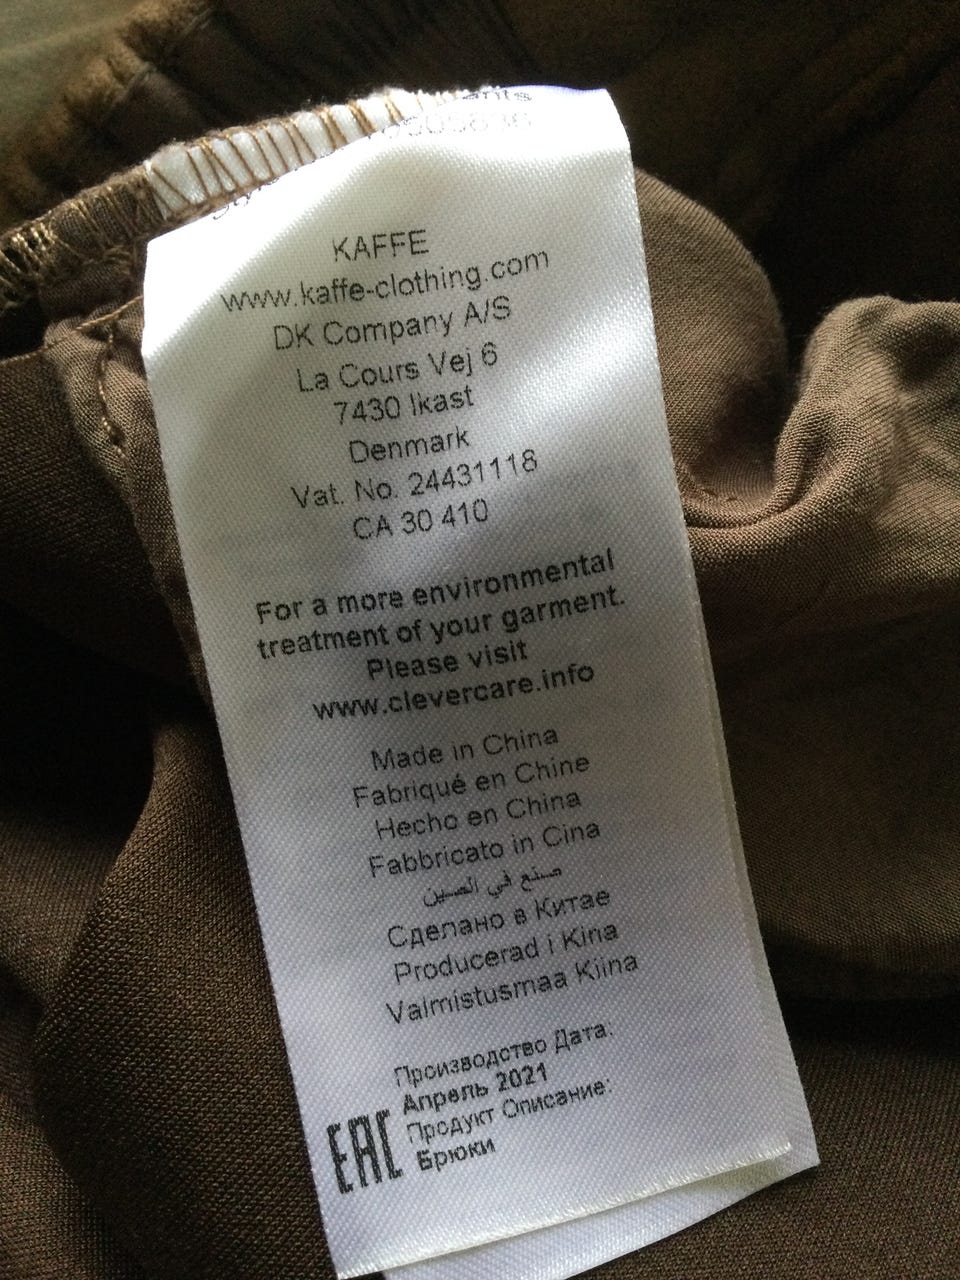 KAFFE
www.kaffe-clothing.com
DK Company A/S
La Cours Vej 6
7430 Ikast
Denmark
Vat. No. 24431118
CA 30 410
For a more environmental
treatment of your garment.
Please visit
www.clevercare.info
Made in China
Fabriqué en Chine
Hecho en China
Fabbricato in Cina
صنع في الصين
Сделано в Китае
Producerad i Kina
Valmistusmaa Kiina
Производство Дата:
Апрель 2021
Продукт Описание:
Брюки
EAC